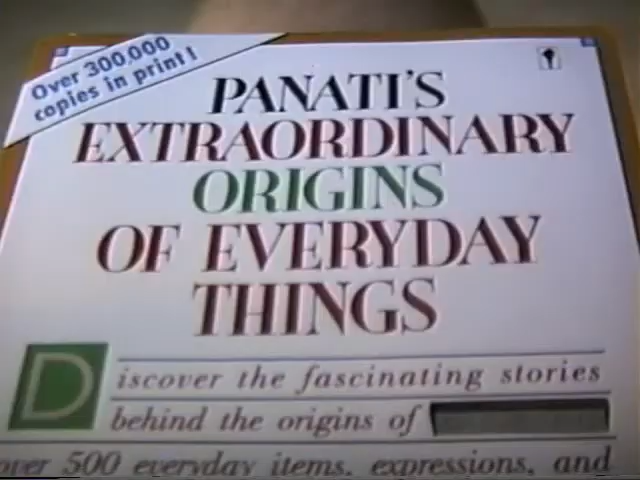 Over 300,000
copies in print!
PANATI'S
EXTRAORDINARY
ORIGINS
OF EVERYDAY
THINGS
Discover the fascinating stories
behind the origins of
over 500 everyday items, expressions, and